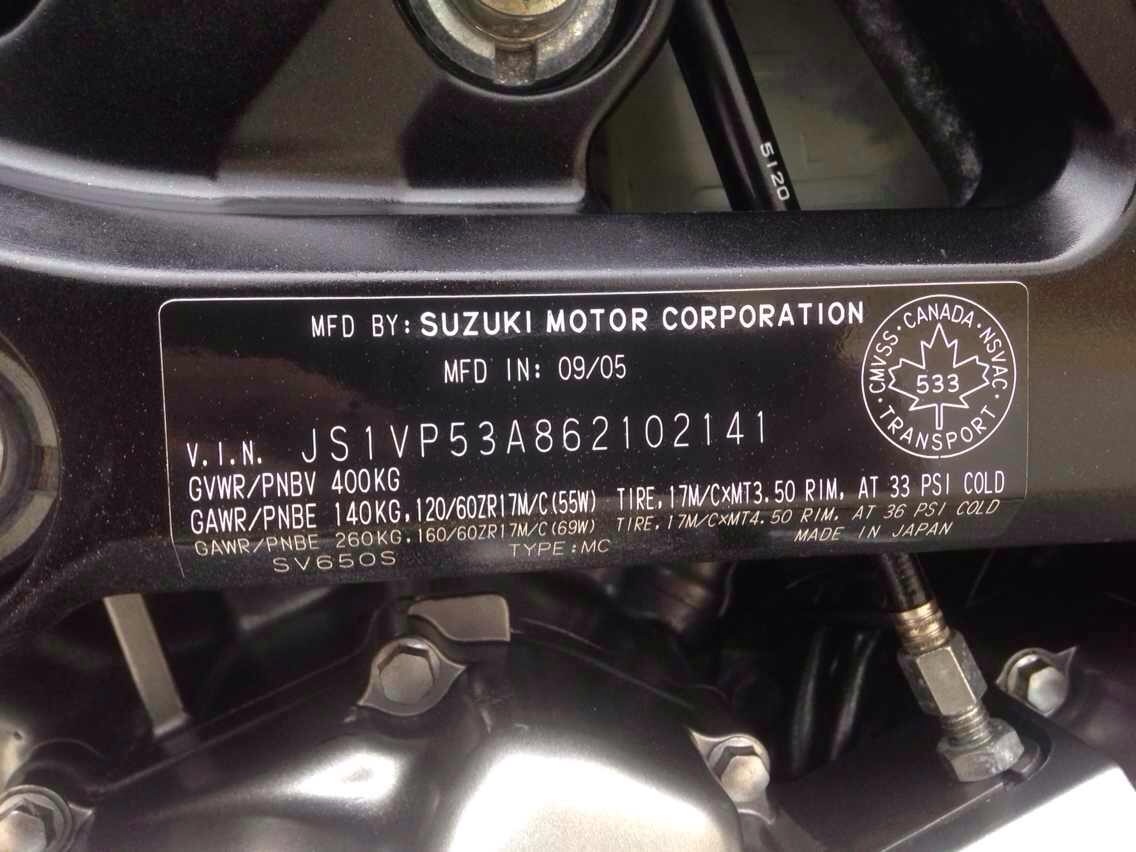 5120
MFD BY: SUZUKI MOTOR CORPORATION
MFD IN: 09/05
CMVSS · CANADA · NSVAC · TRANSPORT ·
533
V.I.N. JS1VP53A862102141
GVWR/PNBV 400KG
GAWR/PNBE 140KG, 120/60ZR17M/C(55W) TIRE, 17M/C×MT3.50 RIM, AT 33 PSI COLD
GAWR/PNBE 260KG, 160/60ZR17M/C(69W) TIRE, 17M/C×MT4.50 RIM, AT 36 PSI COLD
SV650S TYPE:MC MADE IN JAPAN